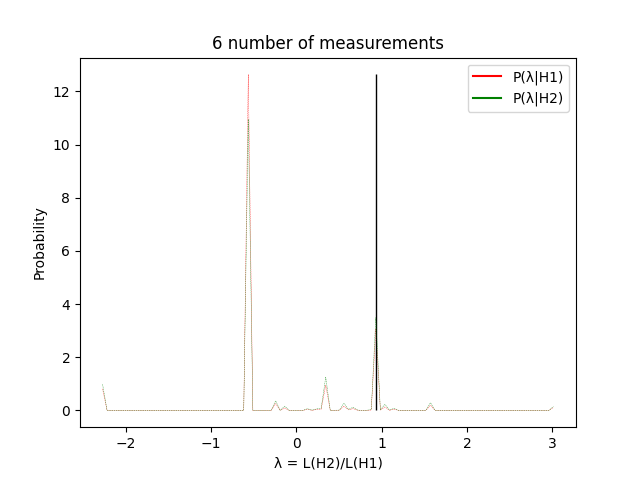 6 number of measurements
P(λ|H1)
P(λ|H2)
Probability
12
10
8
6
4
2
0
−2
−1
0
1
2
3
λ = L(H2)/L(H1)